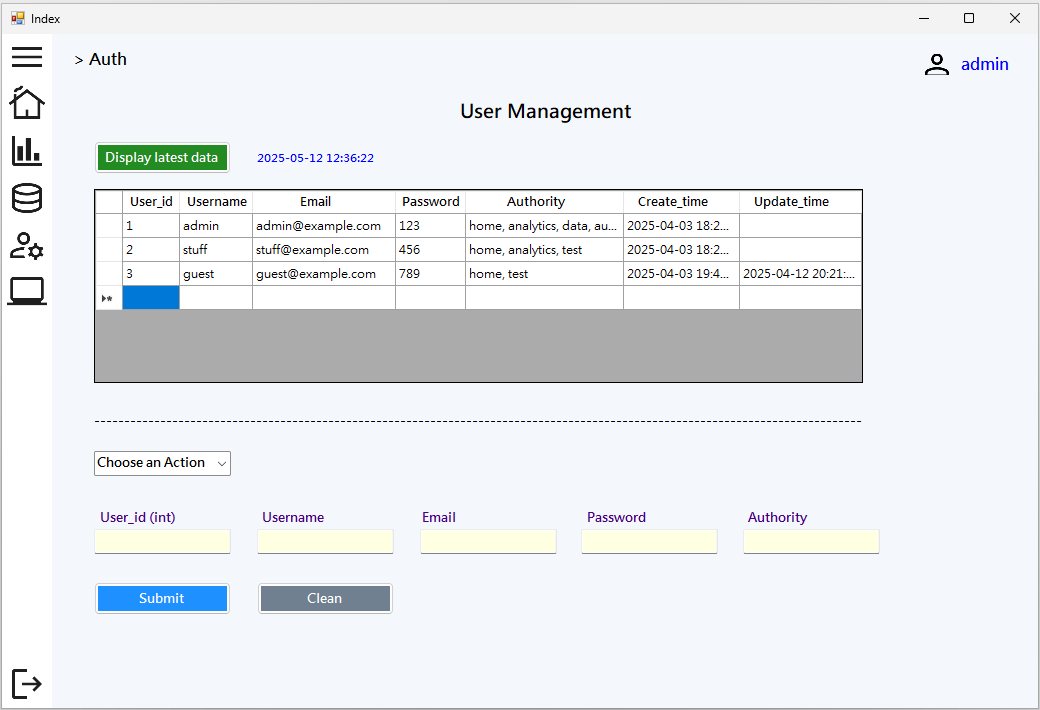 Index
> Auth
admin
User Management
Display latest data 2025-05-12 12:36:22
User_id Username Email Password Authority Create_time Update_time
1 admin admin@example.com 123 home, analytics, data, au... 2025-04-03 18:2...
2 stuff stuff@example.com 456 home, analytics, test 2025-04-03 18:2...
3 guest guest@example.com 789 home, test 2025-04-03 19:4... 2025-04-12 20:21:...
Choose an Action
User_id (int) Username Email Password Authority
Submit Clean